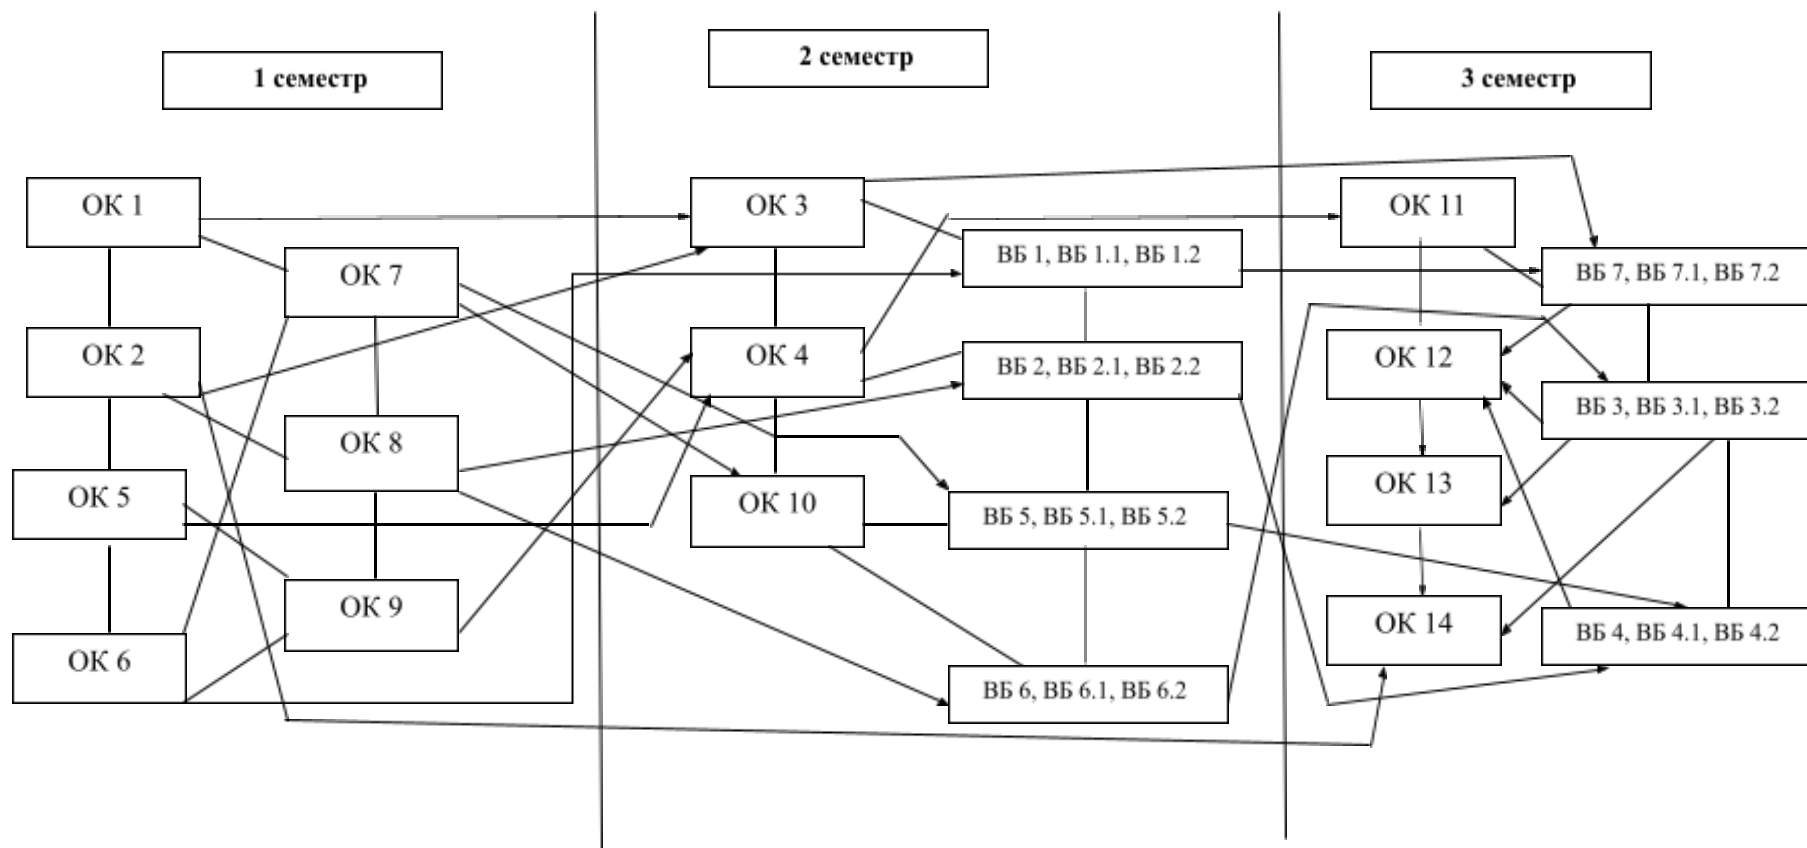 1 семестр
2 семестр
3 семестр
ОК 1
ОК 7
ОК 2
ОК 8
ОК 5
ОК 9
ОК 6
ОК 3
ВБ 1, ВБ 1.1, ВБ 1.2
ОК 4
ВБ 2, ВБ 2.1, ВБ 2.2
ОК 10
ВБ 5, ВБ 5.1, ВБ 5.2
ВБ 6, ВБ 6.1, ВБ 6.2
ОК 11
ВБ 7, ВБ 7.1, ВБ 7.2
ОК 12
ВБ 3, ВБ 3.1, ВБ 3.2
ОК 13
ОК 14
ВБ 4, ВБ 4.1, ВБ 4.2